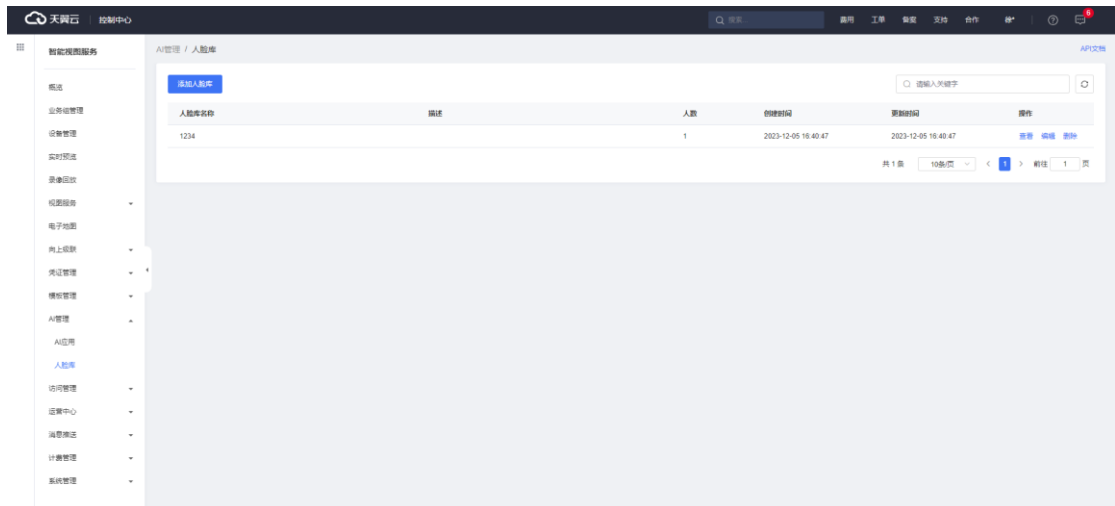 天翼云 控制中心 搜索... 费用 工单 备案 支持 合作 6
智能视图服务
AI管理 / 人脸库 API文档
概览
业务组管理
设备管理
实时预览
录像回放
视图服务
电子地图
向上级联
凭证管理
模板管理
AI管理
AI应用
人脸库
访问管理
运营中心
消息推送
计费管理
系统管理
添加人脸库 请输入关键字
人脸库名称 描述 人数 创建时间 更新时间 操作
1234 1 2023-12-05 16:40:47 2023-12-05 16:40:47 查看 编辑 删除
共 1 条 10条/页 1 前往 1 页